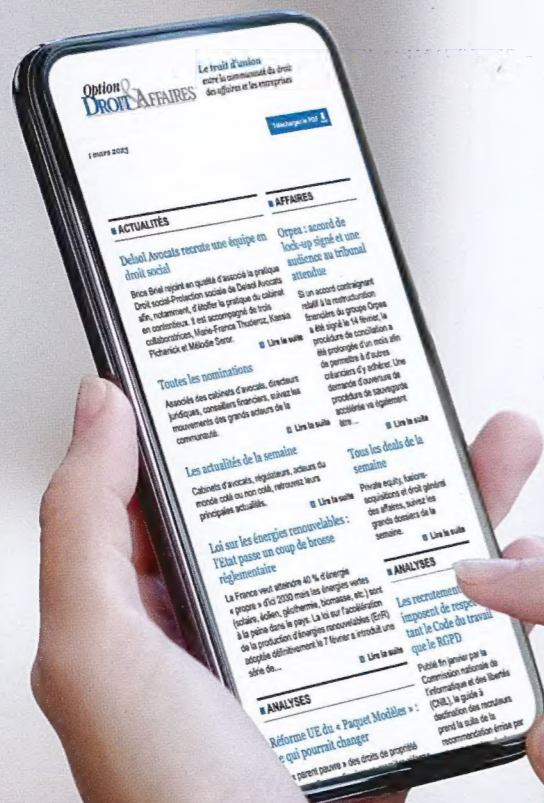 Option
DROIT & AFFAIRES
Le trait d'union
entre la communauté du droit
des affaires et les entreprises
Télécharger le PDF
1 mars 2023
ACTUALITÉS
Delsol Avocats recrute une équipe en
droit social
Brice Briel rejoint en qualité d'associé la pratique
Droit social-Protection sociale de Delsol Avocats
afin, notamment, d'étoffer la pratique du cabinet
en contentieux. Il est accompagné de trois
collaboratrices, Marie-France Thuderoz, Kensia
Picharnick et Mélodie Seror.
Lire la suite
Toutes les nominations
Associés des cabinets d'avocats, directeurs
juridiques, conseillers financiers, suivez les
mouvements des grands acteurs de la
communauté.
Lire la suite
Les actualités de la semaine
Cabinets d'avocats, régulateurs, acteurs du
monde coté ou non coté, retrouvez leurs
principales actualités.
Lire la suite
Loi sur les énergies renouvelables :
l'Etat passe un coup de brosse
réglementaire
La France veut atteindre 40 % d'énergie
« propre » d'ici 2030 mais les énergies vertes
(solaire, éolien, géothermie, biomasse, etc.) sont
à la peine dans le pays. La loi sur l'accélération
de la production d'énergies renouvelables (EnR)
adoptée définitivement le 7 février a introduit une
série de...
Lire la suite
ANALYSES
Réforme UE du « Paquet Modèles » :
ce qui pourrait changer
parent pauvre » des droits de propriété
AFFAIRES
Orpea : accord de
lock-up signé et une
audience au tribunal
attendue
Si un accord contraignant
relatif à la restructuration
financière du groupe Orpea
a été signé le 14 février, la
procédure de conciliation a
été prolongée d'un mois afin
de permettre à d'autres
créanciers d'y adhérer. Une
demande d'ouverture de
procédure de sauvegarde
accélérée va également
être...
Lire la suite
Tous les deals de la
semaine
Private equity, fusions-
acquisitions et droit général
des affaires, suivez les
grands dossiers de la
semaine.
Lire la suite
ANALYSES
Les recrutements
imposent de respec
tant le Code du travail
que le RGPD
Publié fin janvier par la
Commission nationale de
l'informatique et des libertés
(CNIL), le guide à
destination des recruteurs
prend la suite de la
recommandation émise par